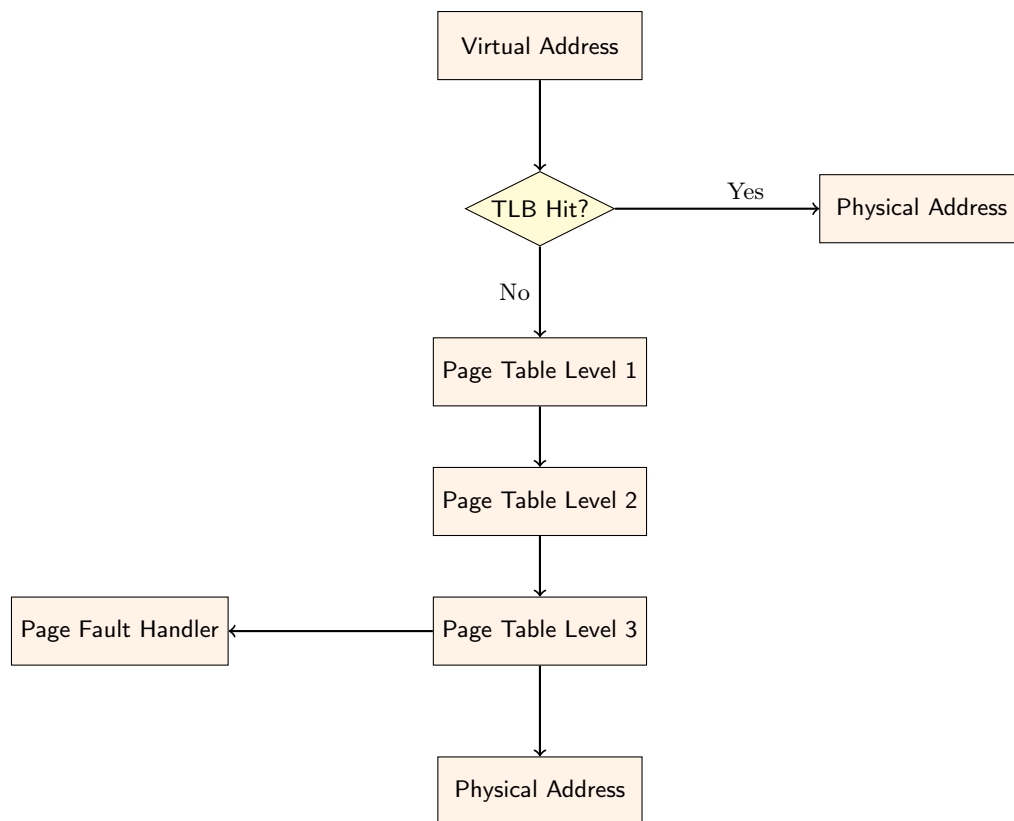 Virtual Address
TLB Hit?
Yes
Physical Address
No
Page Table Level 1
Page Table Level 2
Page Fault Handler
Page Table Level 3
Physical Address